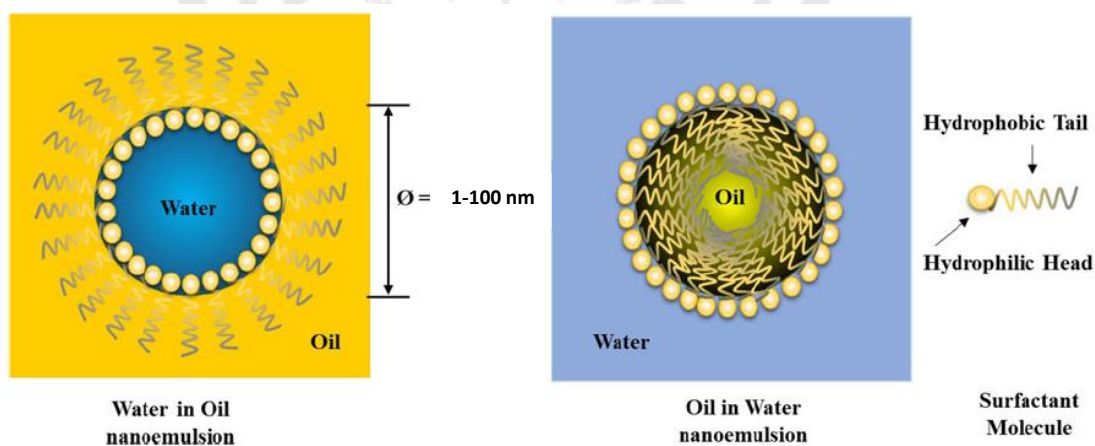 Water
Ø = 1-100 nm
Oil
Water in Oil
nanoemulsion
Oil
Water
Oil in Water
nanoemulsion
Hydrophobic Tail
Hydrophilic Head
Surfactant
Molecule